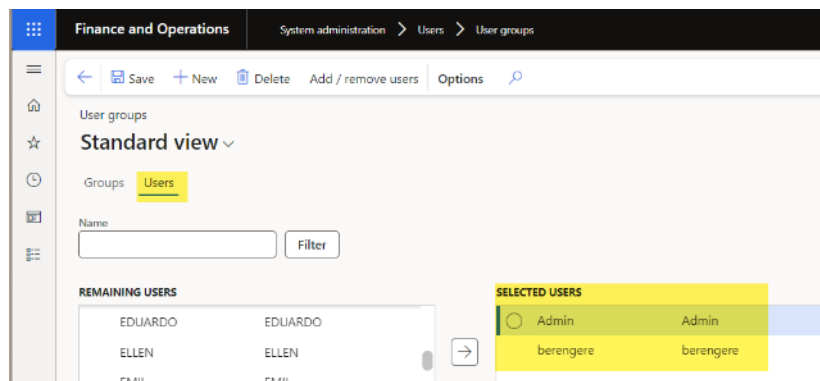 Finance and Operations System administration Users User groups
Save New Delete Add / remove users Options
User groups
Standard view
Groups Users
Name
Filter
REMAINING USERS SELECTED USERS
EDUARDO EDUARDO Admin Admin
ELLEN ELLEN berengere berengere